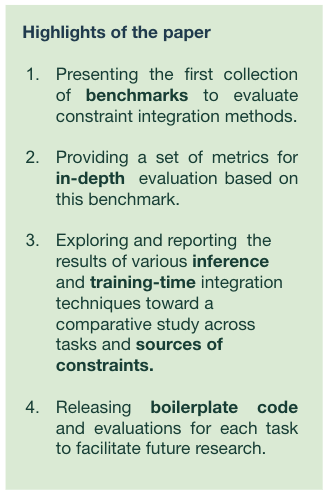 Highlights of the paper
1. Presenting the first collection
of benchmarks to evaluate
constraint integration methods.
2. Providing a set of metrics for
in-depth evaluation based on
this benchmark.
3. Exploring and reporting the
results of various inference
and training-time integration
techniques toward a
comparative study across
tasks and sources of
constraints.
4. Releasing boilerplate code
and evaluations for each task
to facilitate future research.